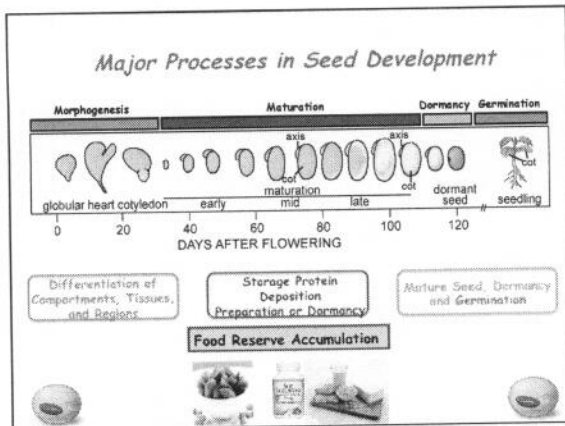 Major Processes in Seed Development
Morphogenesis Maturation Dormancy Germination
axis axis
cot cot cot
maturation
globular heart cotyledon early mid late dormant seed seedling
0 20 40 60 80 100 120
DAYS AFTER FLOWERING
Differentiation of
Compartments, Tissues,
and Regions
Storage Protein
Deposition
Preparation or Dormancy
Mature Seed, Dormancy
and Germination
Food Reserve Accumulation